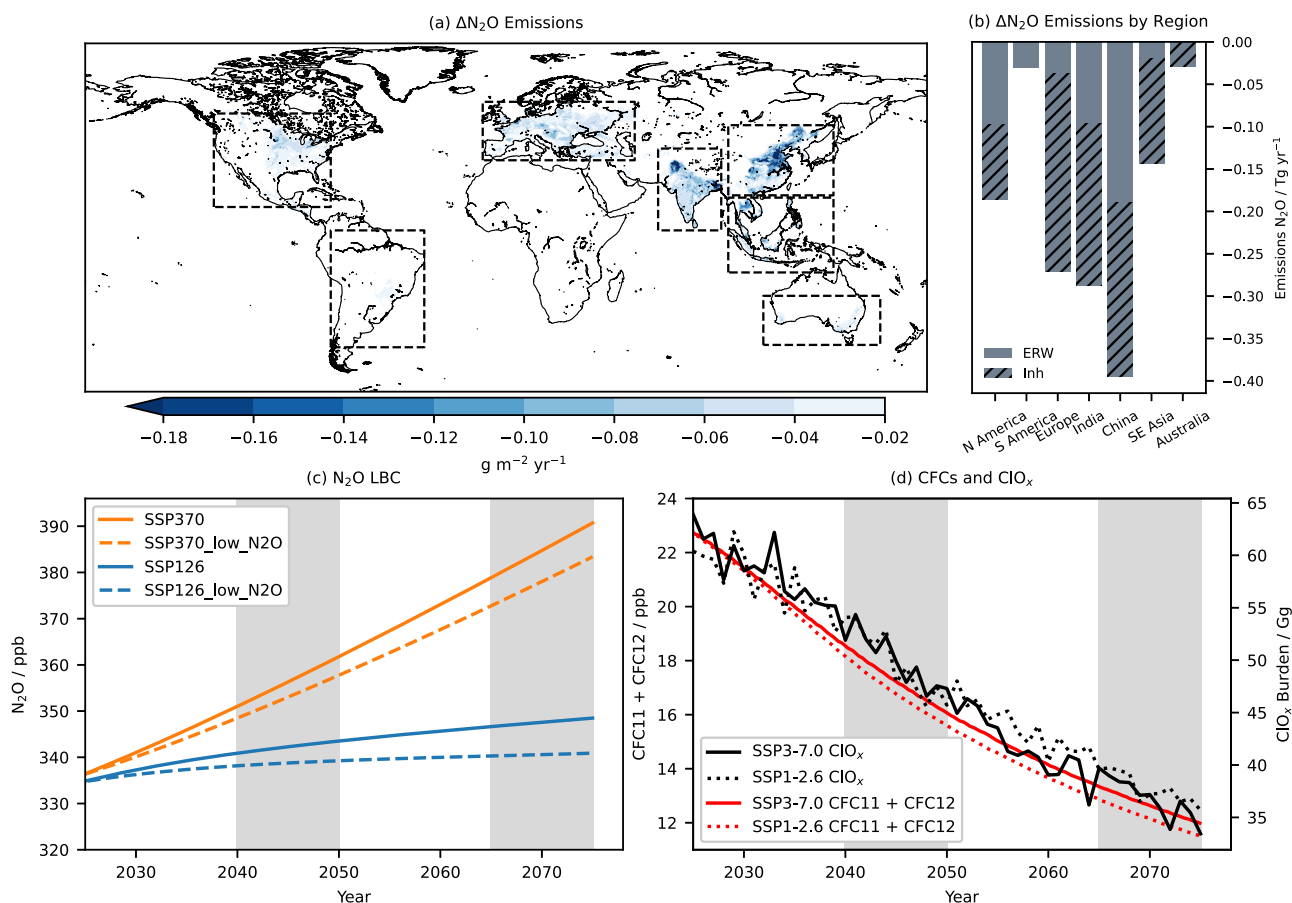 (a) ΔN₂O Emissions
−0.18 −0.16 −0.14 −0.12 −0.10 −0.08 −0.06 −0.04 −0.02
g m⁻² yr⁻¹
(b) ΔN₂O Emissions by Region
0.00
−0.05
−0.10
−0.15
−0.20
−0.25
−0.30
−0.35
−0.40
Emissions N₂O / Tg yr⁻¹
ERW
Inh
N America
S America
Europe
India
China
SE Asia
Australia
(c) N₂O LBC
390
380
370
360
350
340
330
320
N₂O / ppb
SSP370
SSP370_low_N2O
SSP126
SSP126_low_N2O
2030 2040 2050 2060 2070
Year
(d) CFCs and ClOₓ
24
22
20
18
16
14
12
CFC11 + CFC12 / ppb
65
60
55
50
45
40
35
ClOₓ Burden / Gg
SSP3-7.0 ClOₓ
SSP1-2.6 ClOₓ
SSP3-7.0 CFC11 + CFC12
SSP1-2.6 CFC11 + CFC12
2030 2040 2050 2060 2070
Year